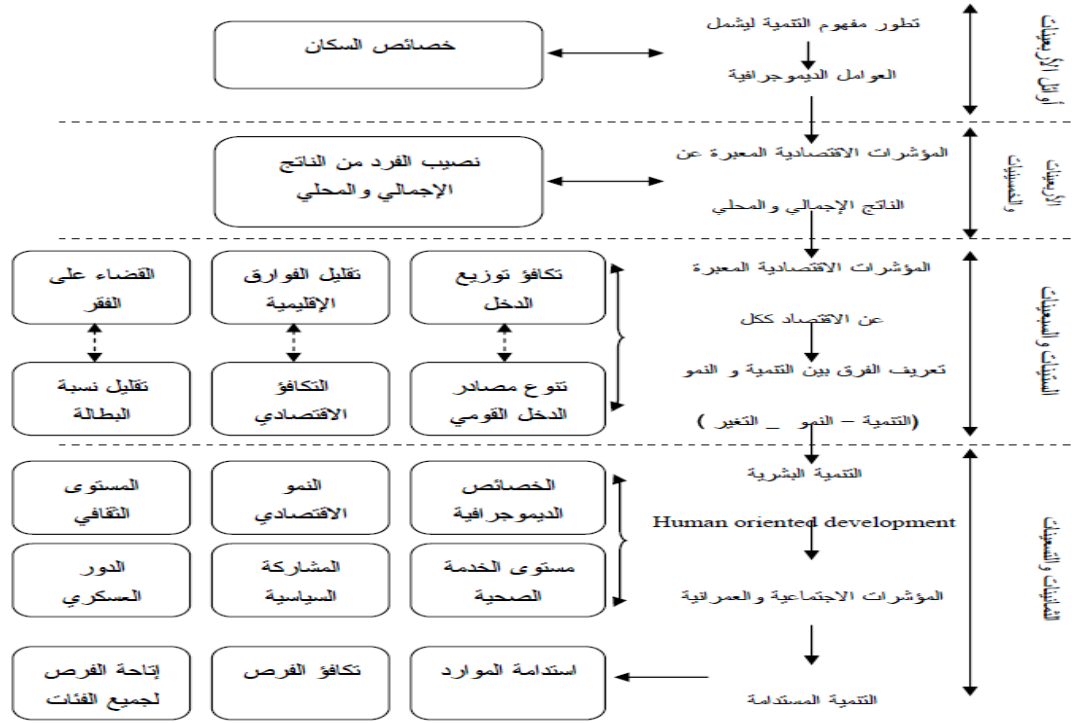 أوائل الأربعينات
تطور مفهوم التنمية ليشمل
العوامل الديموجرافية
خصائص السكان
الأربعينات
والخمسينيات
المؤشرات الاقتصادية المعبرة عن
الناتج الإجمالي والمحلي
نصيب الفرد من الناتج
الإجمالي والمحلي
الستينات والسبعينات
المؤشرات الاقتصادية المعبرة
عن الاقتصاد ككل
تعريف الفرق بين التنمية و النمو
(التنمية – النمو _ التغير )
تكافؤ توزيع
الدخل
تقليل الفوارق
الإقليمية
القضاء على
الفقر
تنوع مصادر
الدخل القومي
التكافؤ
الاقتصادي
تقليل نسبة
البطالة
الثمانينات والتسعينات
التنمية البشرية
Human oriented development
المؤشرات الاجتماعية والعمرانية
التنمية المستدامة
الخصائص
الديموجرافية
النمو
الاقتصادي
المستوى
الثقافي
مستوى الخدمة
الصحية
المشاركة
السياسية
الدور
العسكري
استدامة الموارد
تكافؤ الفرص
إتاحة الفرص
لجميع الفئات